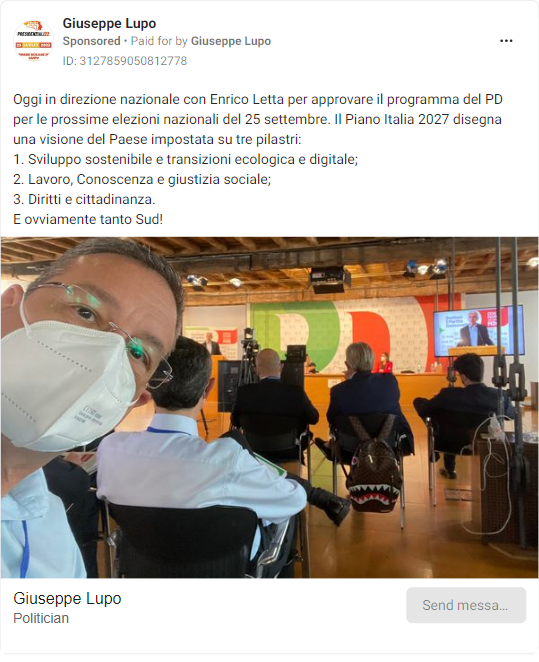 Giuseppe Lupo
Sponsored • Paid for by Giuseppe Lupo
ID: 3127859050812778
PRESIDENZIALI
Oggi in direzione nazionale con Enrico Letta per approvare il programma del PD
per le prossime elezioni nazionali del 25 settembre. Il Piano Italia 2027 disegna
una visione del Paese impostata su tre pilastri:
1. Sviluppo sostenibile e transizioni ecologica e digitale;
2. Lavoro, Conoscenza e giustizia sociale;
3. Diritti e cittadinanza.
E ovviamente tanto Sud!
PD
Giuseppe Lupo
Politician
Send messa...